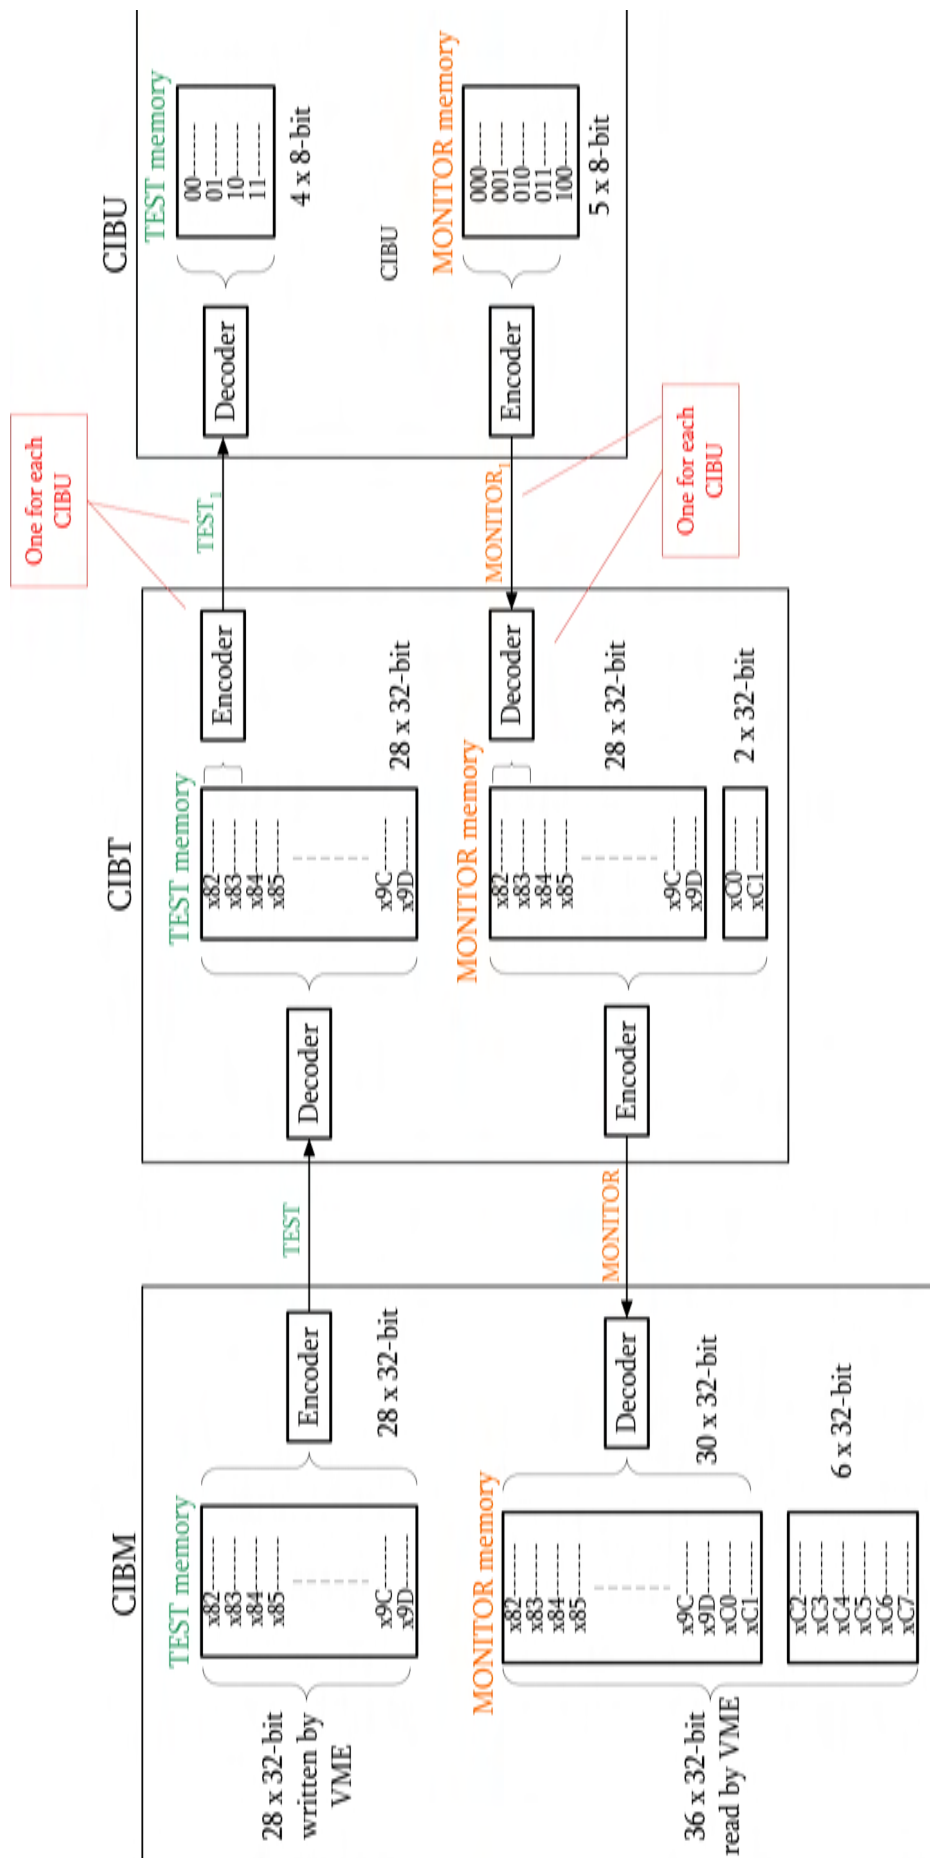 CIBM
TEST memory
x82------
x83------
x84------
x85------
x9C------
x9D------
28 x 32-bit
written by
VME
Encoder
28 x 32-bit
TEST
MONITOR memory
x82------
x83------
x84------
x85------
x9C------
x9D------
xC0------
xC1------
xC2------
xC3------
xC4------
xC5------
xC6------
xC7------
36 x 32-bit
read by VME
Decoder
30 x 32-bit
6 x 32-bit
MONITOR
CIBT
TEST memory
Decoder
x82------
x83------
x84------
x85------
x9C------
x9D------
Encoder
28 x 32-bit
MONITOR memory
Encoder
x82------
x83------
x84------
x85------
x9C------
x9D------
xC0------
xC1------
Decoder
28 x 32-bit
2 x 32-bit
One for each
CIBU
TEST1
MONITOR1
One for each
CIBU
CIBU
TEST memory
Decoder
00------
01------
10------
11------
4 x 8-bit
CIBU
MONITOR memory
Encoder
000-----
001-----
010-----
011 -----
100-----
5 x 8-bit